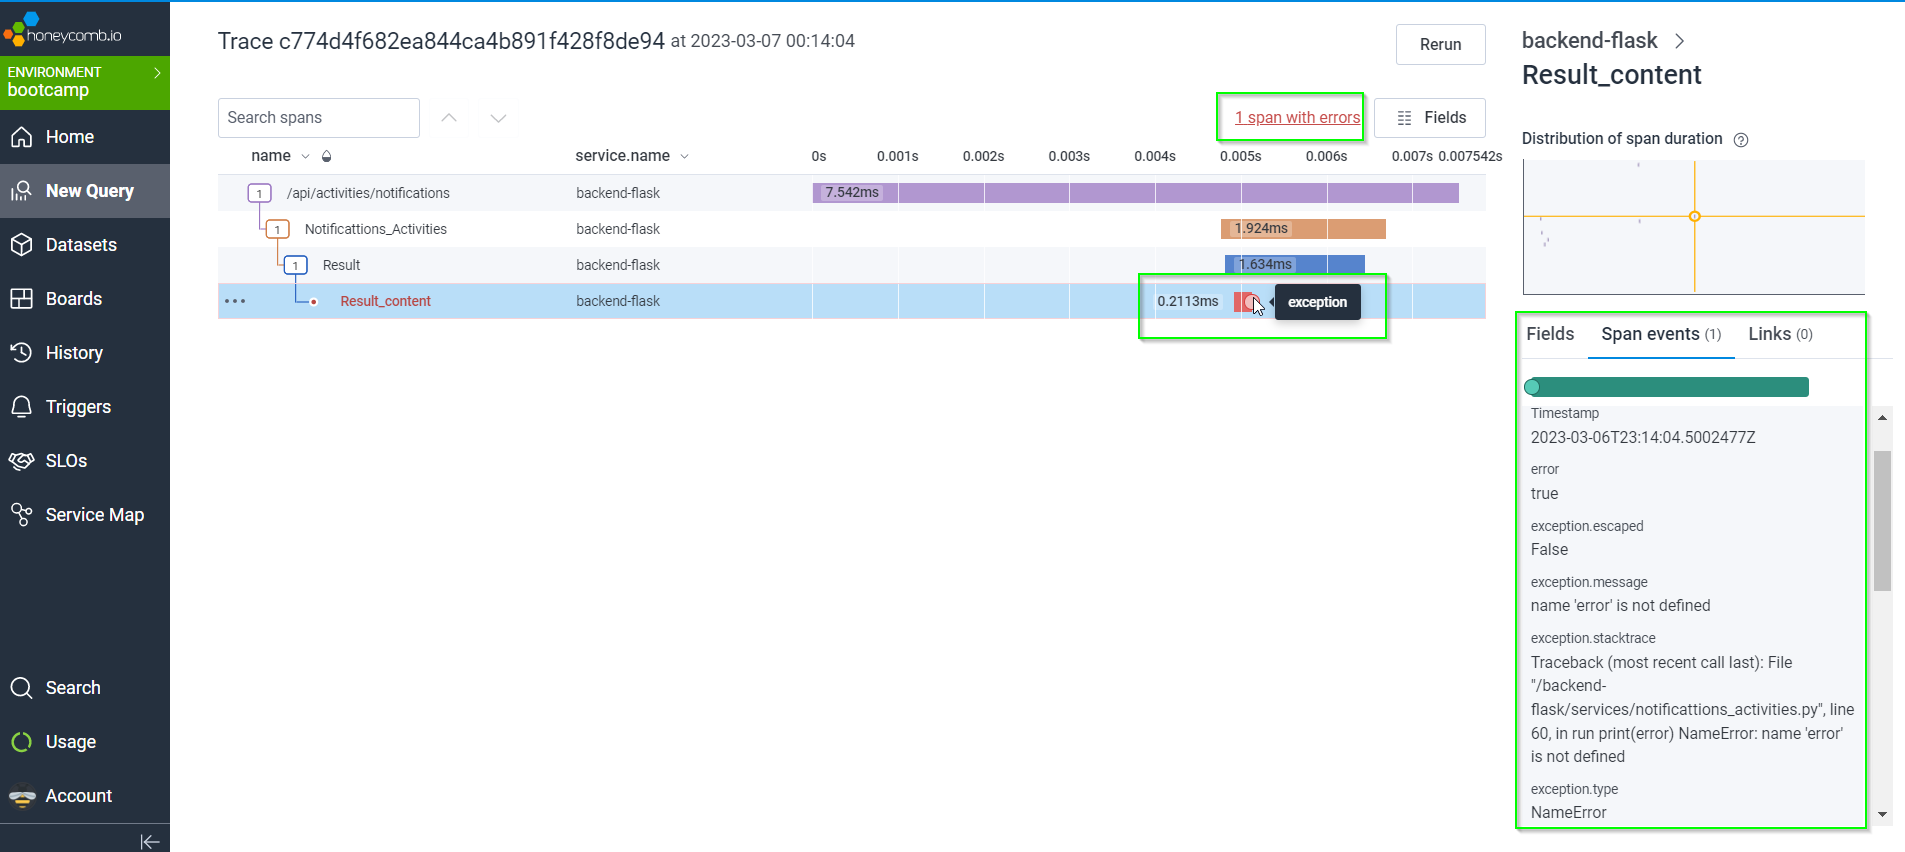 honeycomb.io
ENVIRONMENT
bootcamp
Home
New Query
Datasets
Boards
History
Triggers
SLOs
Service Map
Search
Usage
Account
Trace c774d4f682ea844ca4b891f428f8de94 at 2023-03-07 00:14:04
Rerun
Search spans
1 span with errors
Fields
name service.name 0s 0.001s 0.002s 0.003s 0.004s 0.005s 0.006s 0.007s 0.007542s
1 /api/activities/notifications backend-flask 7.542ms
1 Notificattions_Activities backend-flask 1.924ms
1 Result backend-flask 1.634ms
Result_content backend-flask 0.2113ms exception
backend-flask
Result_content
Distribution of span duration
Fields Span events (1) Links (0)
Timestamp
2023-03-06T23:14:04.5002477Z
error
true
exception.escaped
False
exception.message
name 'error' is not defined
exception.stacktrace
Traceback (most recent call last): File
"/backend-
flask/services/notificattions_activities.py", line
60, in run print(error) NameError: name 'error'
is not defined
exception.type
NameError